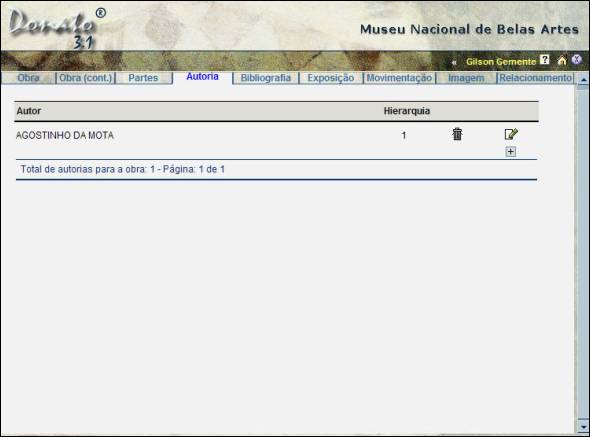 Donato ®
3.1
Museu Nacional de Belas Artes
« Gilson Gemente ?
Obra Obra (cont.) Partes Autoria Bibliografia Exposição Movimentação Imagem Relacionamento
Autor Hierarquia
AGOSTINHO DA MOTA 1
Total de autorias para a obra: 1 - Página: 1 de 1